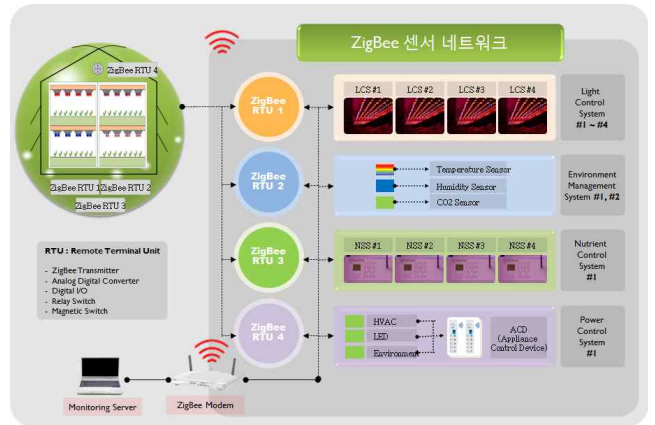 ZigBee 센서 네트워크
ZigBee RTU 4
ZigBee RTU 1
ZigBee RTU 2
ZigBee RTU 3
RTU : Remote Terminal Unit
- ZigBee Transmitter
- Analog Digital Converter
- Digital I/O
- Relay Switch
- Magnetic Switch
Monitoring Server
ZigBee Modem
ZigBee
RTU 1
LCS #1
LCS #2
LCS #3
LCS #4
Light
Control
System
#1 ~ #4
ZigBee
RTU 2
Temperature Sensor
Humidity Sensor
CO2 Sensor
Environment
Management
System #1, #2
ZigBee
RTU 3
NSS #1
NSS #2
NSS #3
NSS #4
Nutrient
Control
System
#1
ZigBee
RTU 4
HVAC
LED
Environment
ACD
(Appliance
Control Device)
Power
Control
System
#1